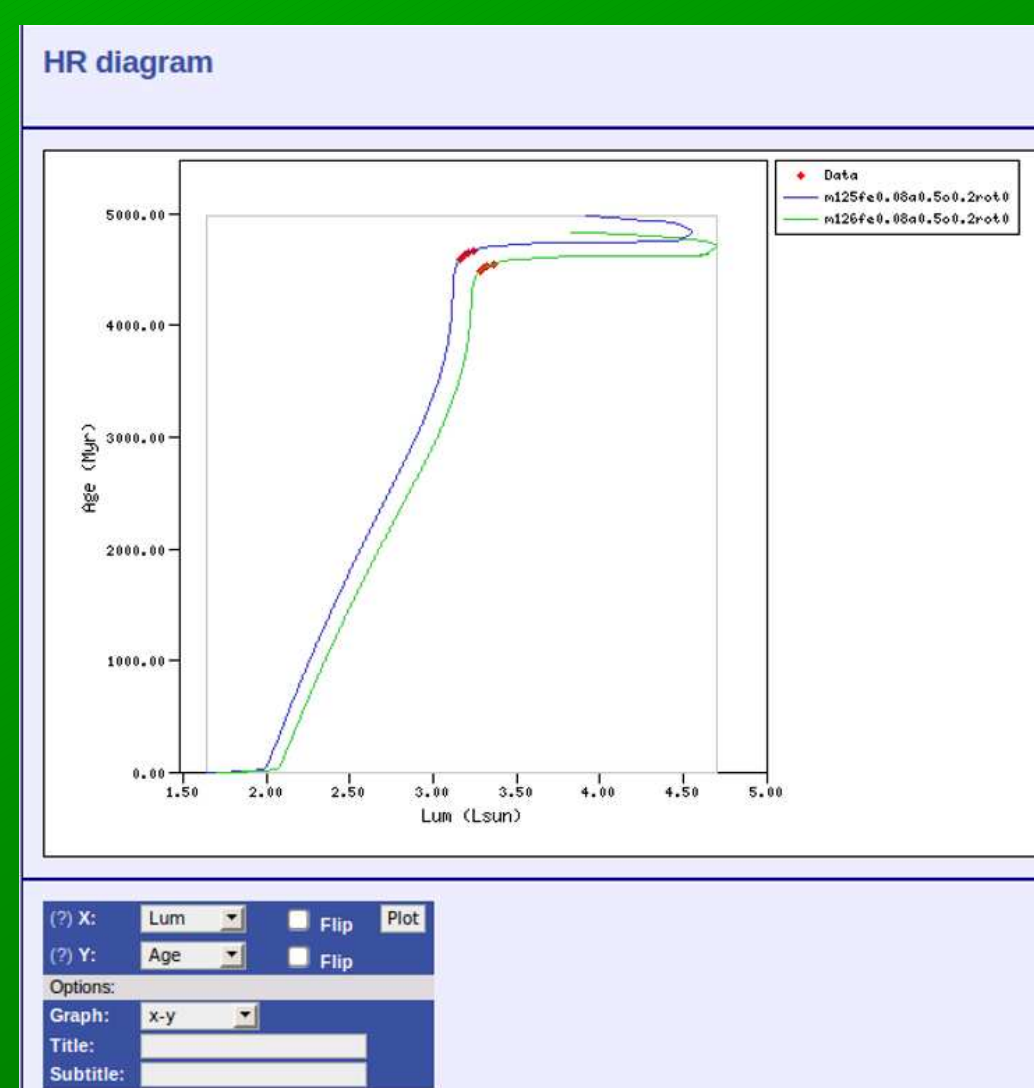 HR diagram
Data
m125fe0.08a0.5o0.2rot0
m126fe0.08a0.5o0.2rot0
5000.00
4000.00
3000.00
2000.00
1000.00
0.00
Age (Myr)
1.50 2.00 2.50 3.00 3.50 4.00 4.50 5.00
Lum (Lsun)
(?) X: Lum Flip Plot
(?) Y: Age Flip
Options:
Graph: x-y
Title:
Subtitle: